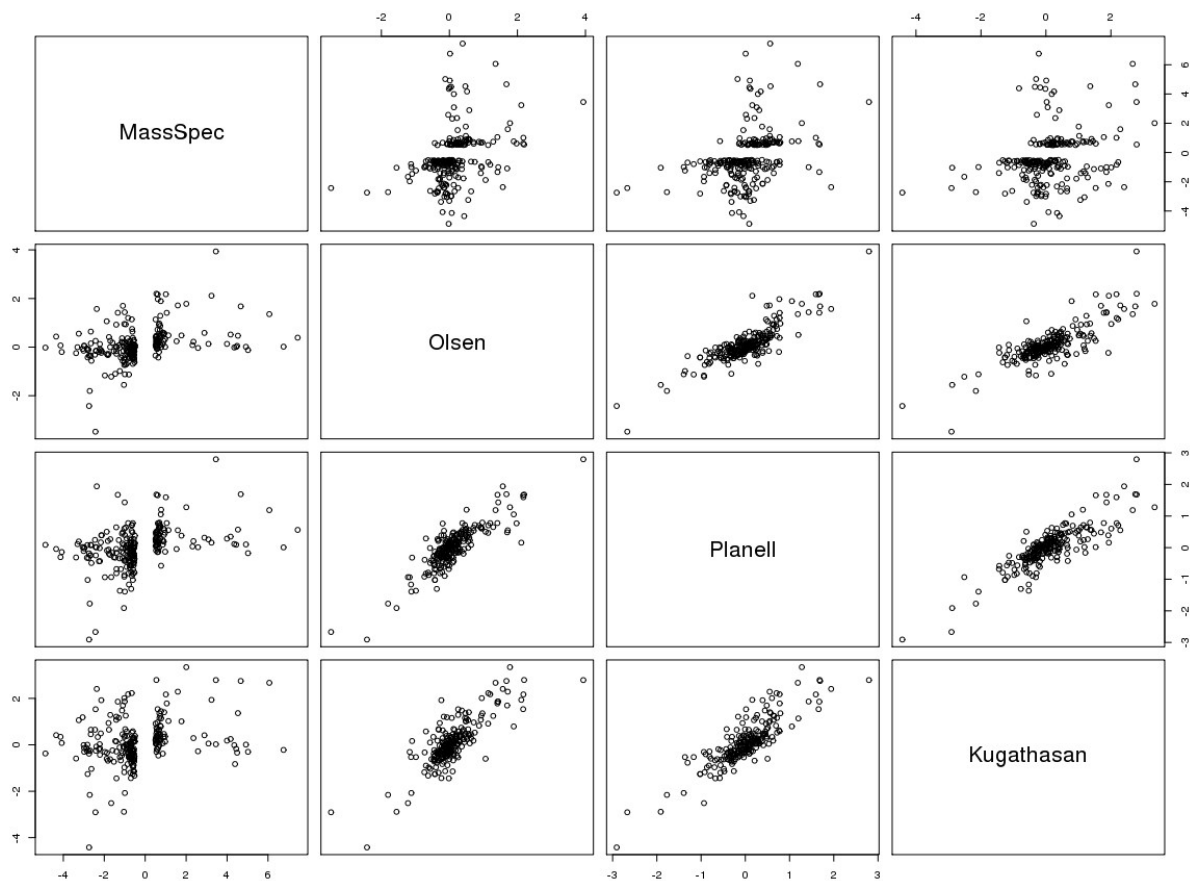 -2 0 2 4 -4 -2 0 2
MassSpec
-4 -2 0 2 4 6
-2 0 2 4
Olsen
Planell
-3 -2 -1 0 1 2 3
-4 -2 0 2
Kugathasan
-4 -2 0 2 4 6 -3 -2 -1 0 1 2 3